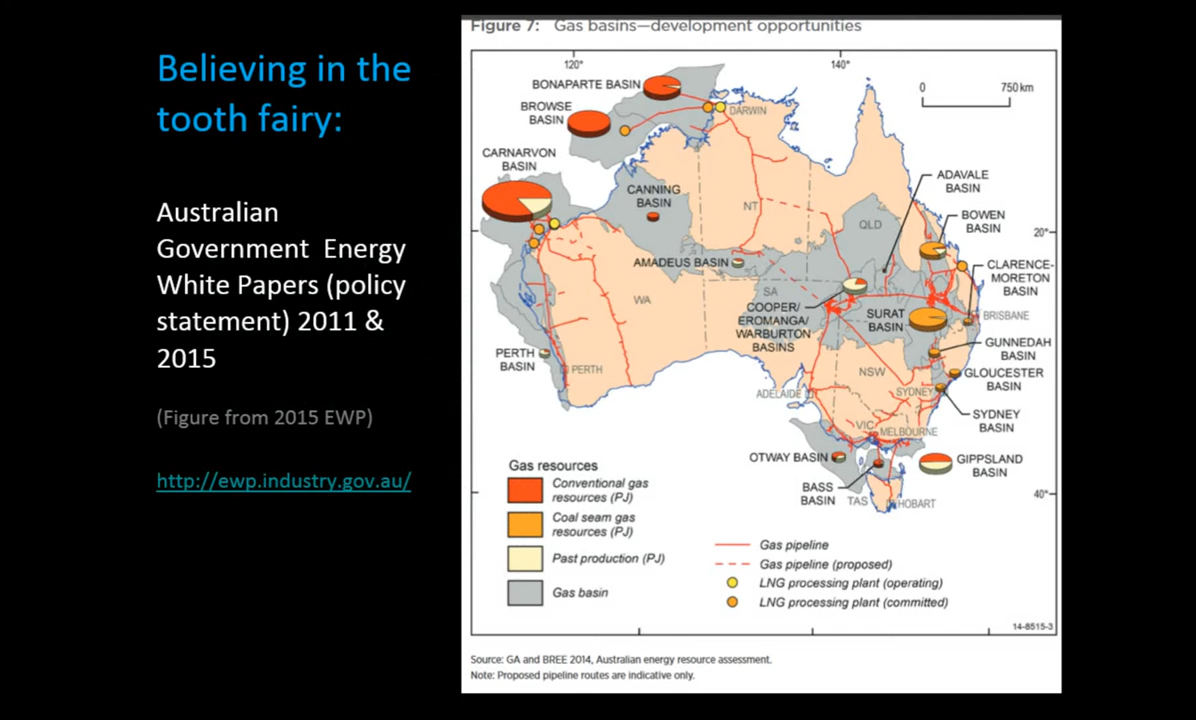 Believing in the
tooth fairy:
Australian
Government Energy
White Papers (policy
statement) 2011 &
2015
(Figure from 2015 EWP)
http://ewp.industry.gov.au/
Figure 7: Gas basins—development opportunities
120°
140°
BONAPARTE BASIN
0
750 km
BROWSE
BASIN
DARWIN
CARNARVON
BASIN
CANNING
BASIN
ADAVALE
BASIN
NT
QLD
BOWEN
BASIN
20°
AMADEUS BASIN
CLARENCE-
MORETON
BASIN
WA
SA
COOPER/
EROMANGA/
WARBURTON
BASINS
SURAT
BASIN
BRISBANE
GUNNEDAH
BASIN
PERTH
BASIN
PERTH
NSW
GLOUCESTER
BASIN
ADELAIDE
SYDNEY
SYDNEY
BASIN
VIC
MELBOURNE
OTWAY BASIN
GIPPSLAND
BASIN
BASS
BASIN
TAS
HOBART
40°
Gas resources
Conventional gas
resources (PJ)
Coal seam gas
resources (PJ)
Past production (PJ)
Gas basin
Gas pipeline
Gas pipeline (proposed)
LNG processing plant (operating)
LNG processing plant (committed)
14-8515-3
Source: GA and BREE 2014, Australian energy resource assessment.
Note: Proposed pipeline routes are indicative only.